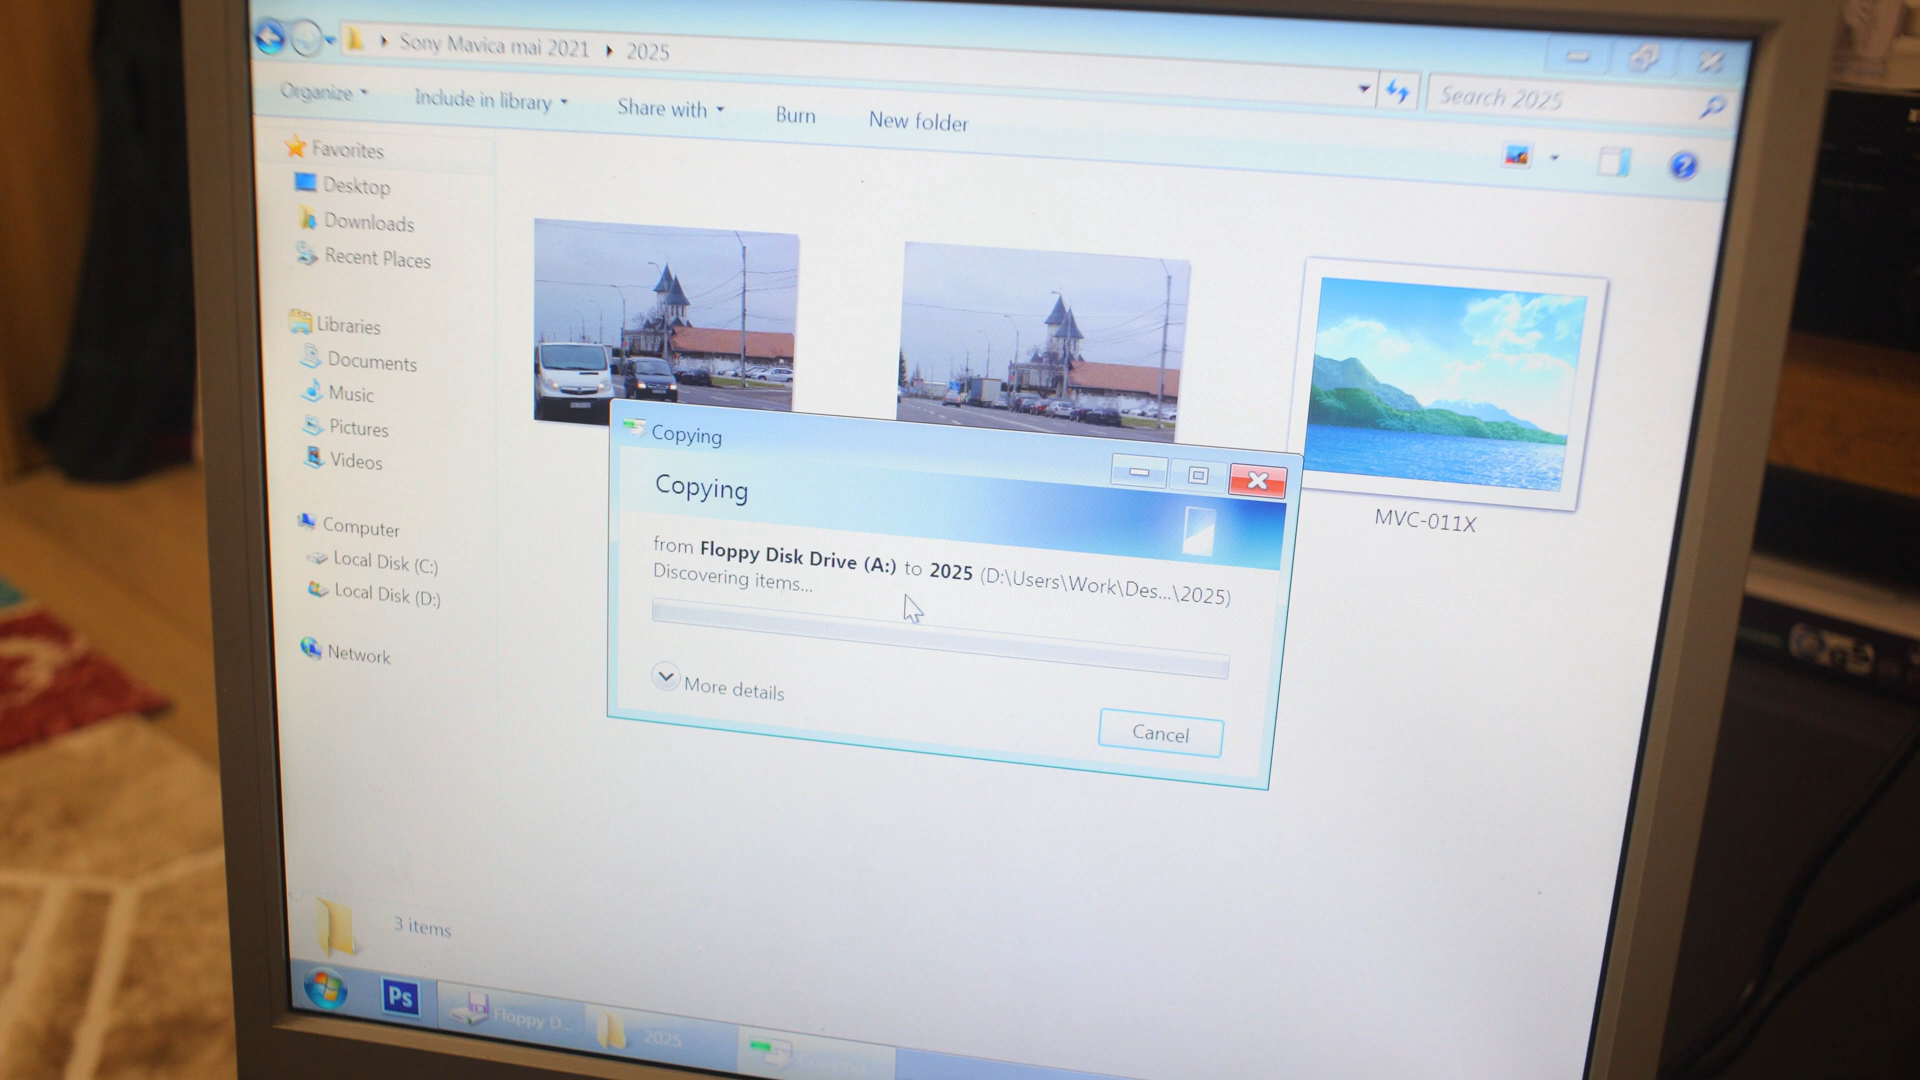 Sony Mavica mai 2021 2025
Search 2025
Organize Include in library Share with Burn New folder
Favorites
Desktop
Downloads
Recent Places
Libraries
Documents
Music
Pictures
Videos
Computer
Local Disk (C:)
Local Disk (D:)
Network
MVC-011X
Copying
Copying
from Floppy Disk Drive (A:) to 2025 (D:\Users\Work\Des...\2025)
Discovering items...
More details
Cancel
3 items
Ps
Floppy D...
2025